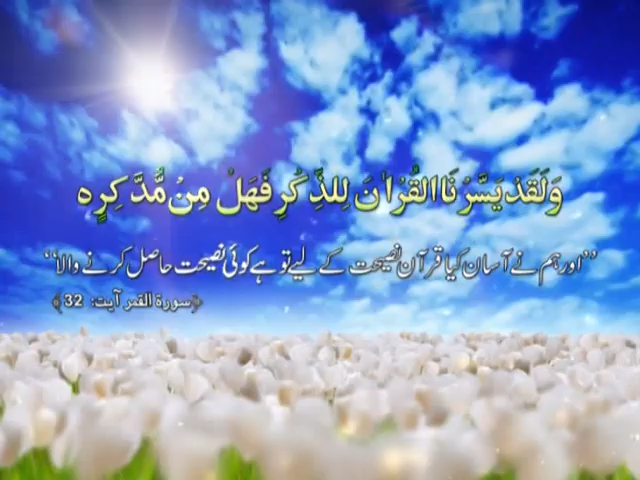 وَلَقَدْ يَسَّرْنَا الْقُرْاٰنَ لِلذِّكْرِ فَهَلْ مِنْ مُّدَّكِرٍ ہ
”اور ہم نے آسان کیا قرآن نصیحت کے لیے تو ہے کوئی نصیحت حاصل کرنے والا“
﴿سورة القمر آیت: 32﴾